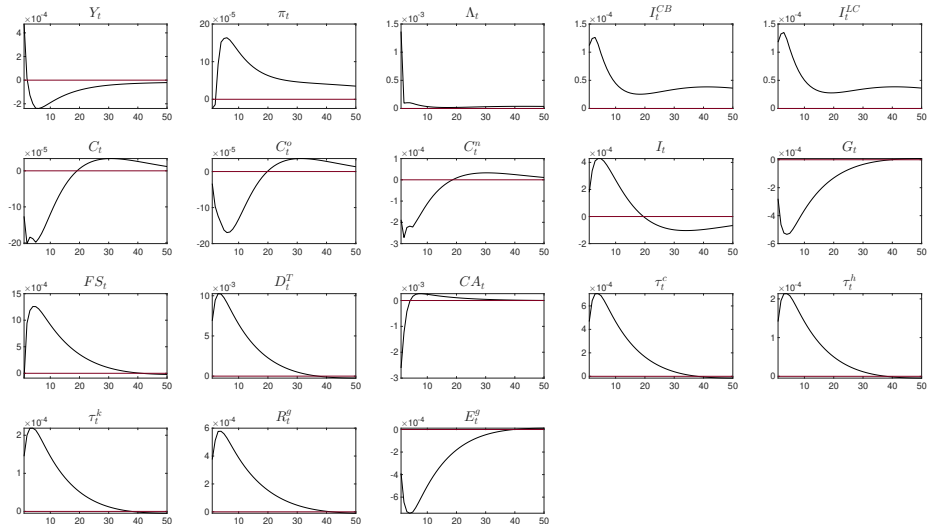 Y_t π_t Λ_t I_t^{CB} I_t^{LC}
×10^{-4} ×10^{-5} ×10^{-3} ×10^{-4} ×10^{-4}
4 20 1.5 1.5 1.5
2 10 1 1 1
0 0.5 0.5 0.5
-2 0 0 0 0
10 20 30 40 50 10 20 30 40 50 10 20 30 40 50 10 20 30 40 50 10 20 30 40 50
C_t C_t^o C_t^n I_t G_t
×10^{-5} ×10^{-5} ×10^{-4} ×10^{-4} ×10^{-4}
0 0 1 4 0
-10 -10 0 2 -2
-20 -20 -1 0 -4
-2 -6
-3
10 20 30 40 50 10 20 30 40 50 10 20 30 40 50 10 20 30 40 50 10 20 30 40 50
FS_t D_t^T CA_t τ_t^c τ_t^h
×10^{-5} ×10^{-3} ×10^{-3} ×10^{-4} ×10^{-4}
15 10 0 6 2
10 5 -1 4 1
5 0 -2 2 0
0 -3 0
10 20 30 40 50 10 20 30 40 50 10 20 30 40 50 10 20 30 40 50 10 20 30 40 50
τ_t^k R_t^g E_t^g
×10^{-4} ×10^{-4} ×10^{-4}
2 6 0
1 4 -2
0 2 -4
0 -6
10 20 30 40 50 10 20 30 40 50 10 20 30 40 50